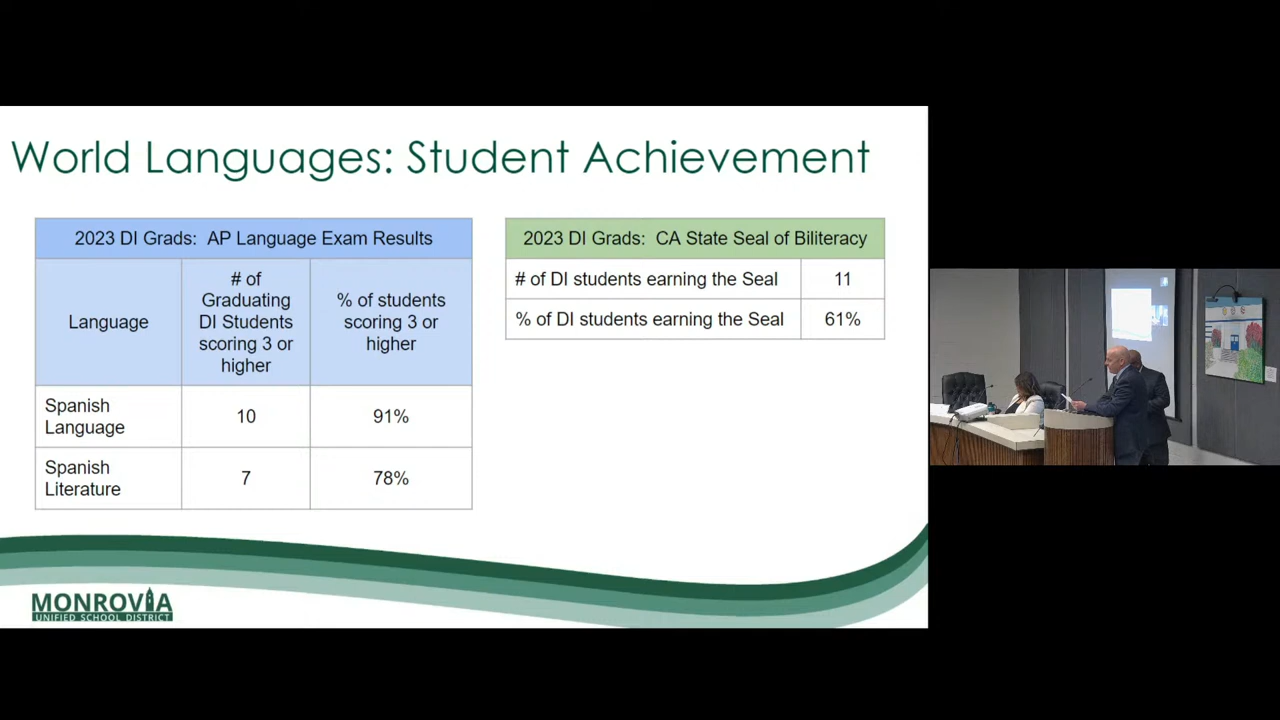 World Languages: Student Achievement
2023 DI Grads: AP Language Exam Results
Language
# of
Graduating
DI Students
scoring 3 or
higher
% of students
scoring 3 or
higher
Spanish
Language
10
91%
Spanish
Literature
7
78%
2023 DI Grads: CA State Seal of Biliteracy
# of DI students earning the Seal
11
% of DI students earning the Seal
61%
MONROVIA
UNIFIED SCHOOL DISTRICT